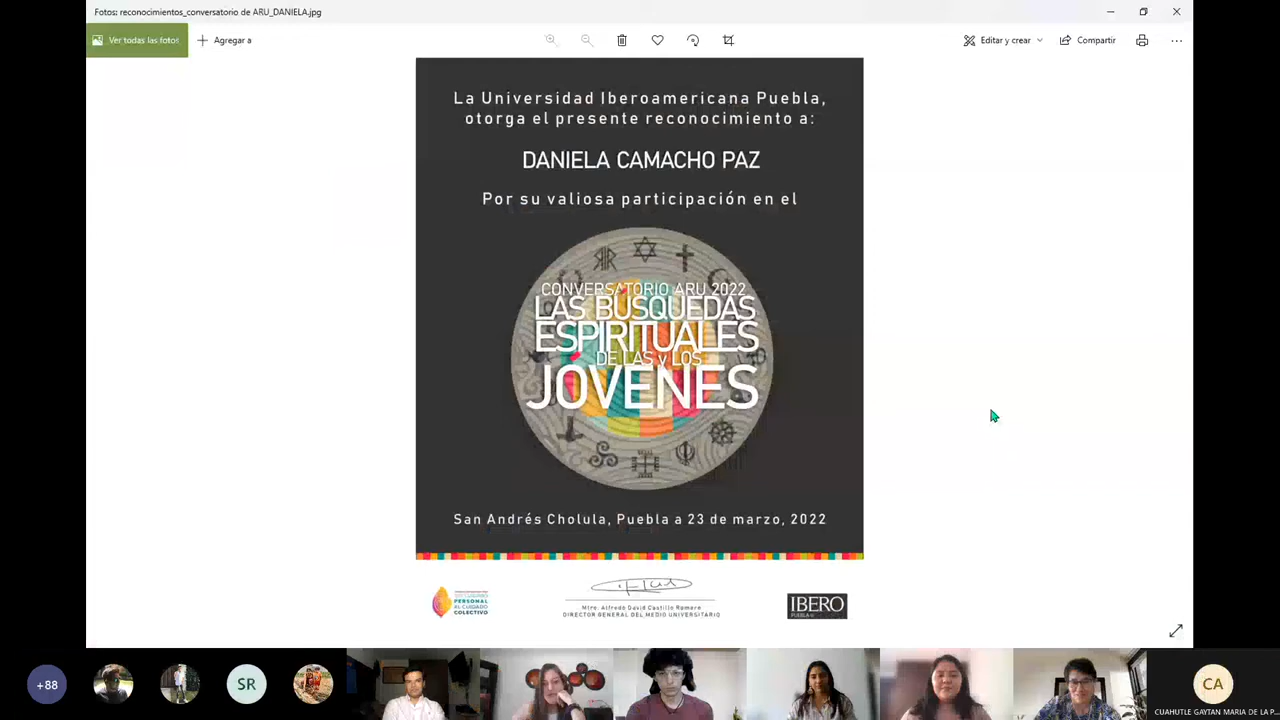 Fotos: reconocimientos_conversatorio de ARU_DANIELA.jpg
Ver todas las fotos
Agregar a
Editar y crear
Compartir
La Universidad Iberoamericana Puebla,
otorga el presente reconocimiento a:
DANIELA CAMACHO PAZ
Por su valiosa participación en el
CONVERSATORIO ARU 2022
LAS BÚSQUEDAS
ESPIRITUALES
DE LAS y LOS
JÓVENES
San Andrés Cholula, Puebla a 23 de marzo, 2022
PERSONAL
AL CUIDADO
COLECTIVO
Mtro. Alfredo David Castillo Romero
DIRECTOR GENERAL DEL MEDIO UNIVERSITARIO
IBERO
PUEBLA
+88
SR
CA
CUAHUTLE GAYTAN MARIA DE LA P...